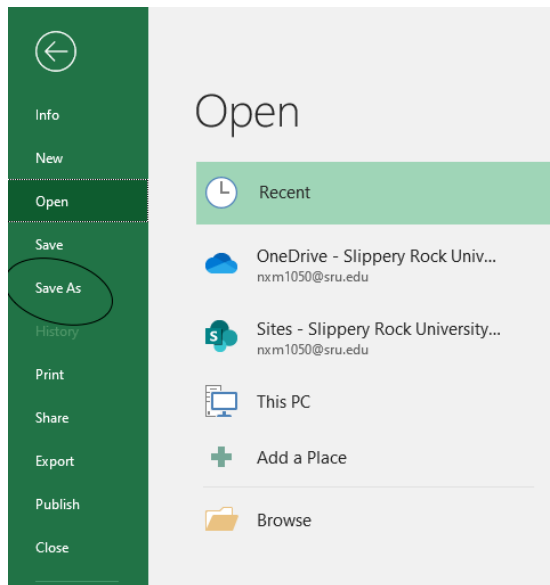 Info
New
Open
Save
Save As
History
Print
Share
Export
Publish
Close
Open
Recent
OneDrive - Slippery Rock Univ...
nxm1050@sru.edu
S
Sites - Slippery Rock University...
nxm1050@sru.edu
This PC
Add a Place
Browse